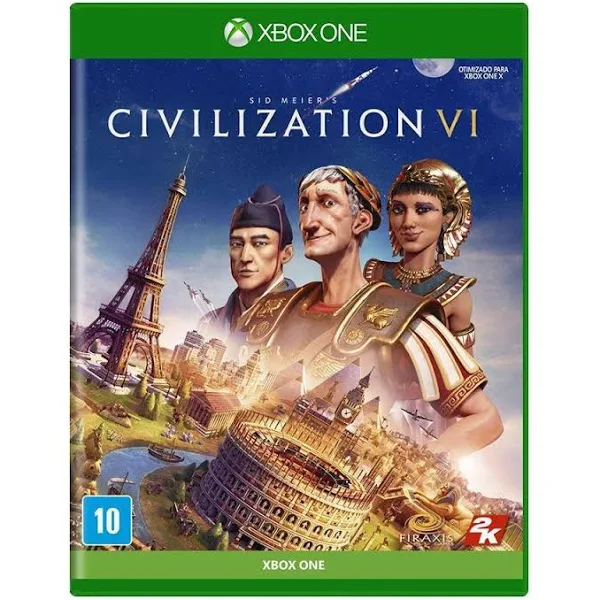 XBOX ONE
OTIMIZADO PARA
XBOX ONE X
SID MEIER'S
CIVILIZATION VI
10
FIRAXIS
2K
XBOX ONE